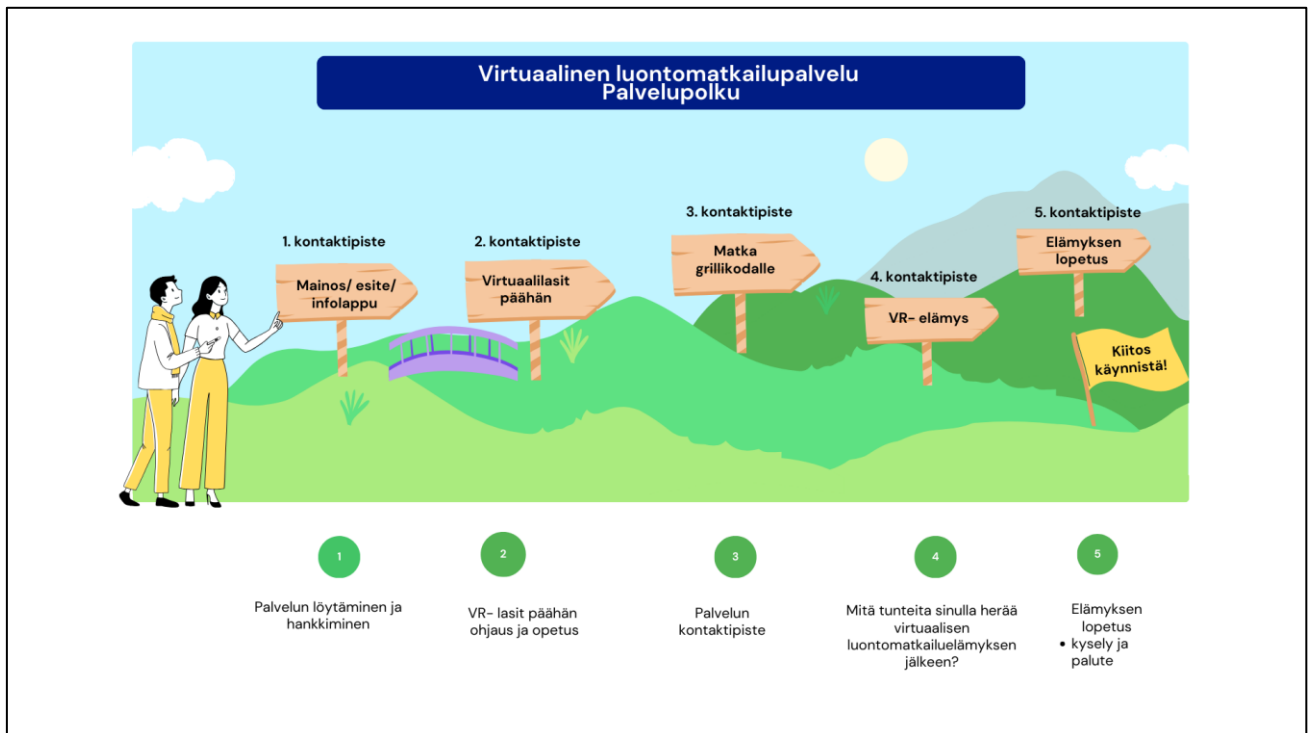 Virtuaalinen luontomatkailupalvelu
Palvelupolku
1. kontaktipiste
Mainos/ esite/
infolappu
2. kontaktipiste
Virtuaalilasit
päähän
3. kontaktipiste
Matka
grillikodalle
4. kontaktipiste
VR- elämys
5. kontaktipiste
Elämyksen
lopetus
Kiitos
käynnistä!
1
Palvelun löytäminen ja
hankkiminen
2
VR- lasit päähän
ohjaus ja opetus
3
Palvelun
kontaktipiste
4
Mitä tunteita sinulla herää
virtuaalisen
luontomatkailuelämyksen
jälkeen?
5
Elämyksen
lopetus
• kysely ja
palute